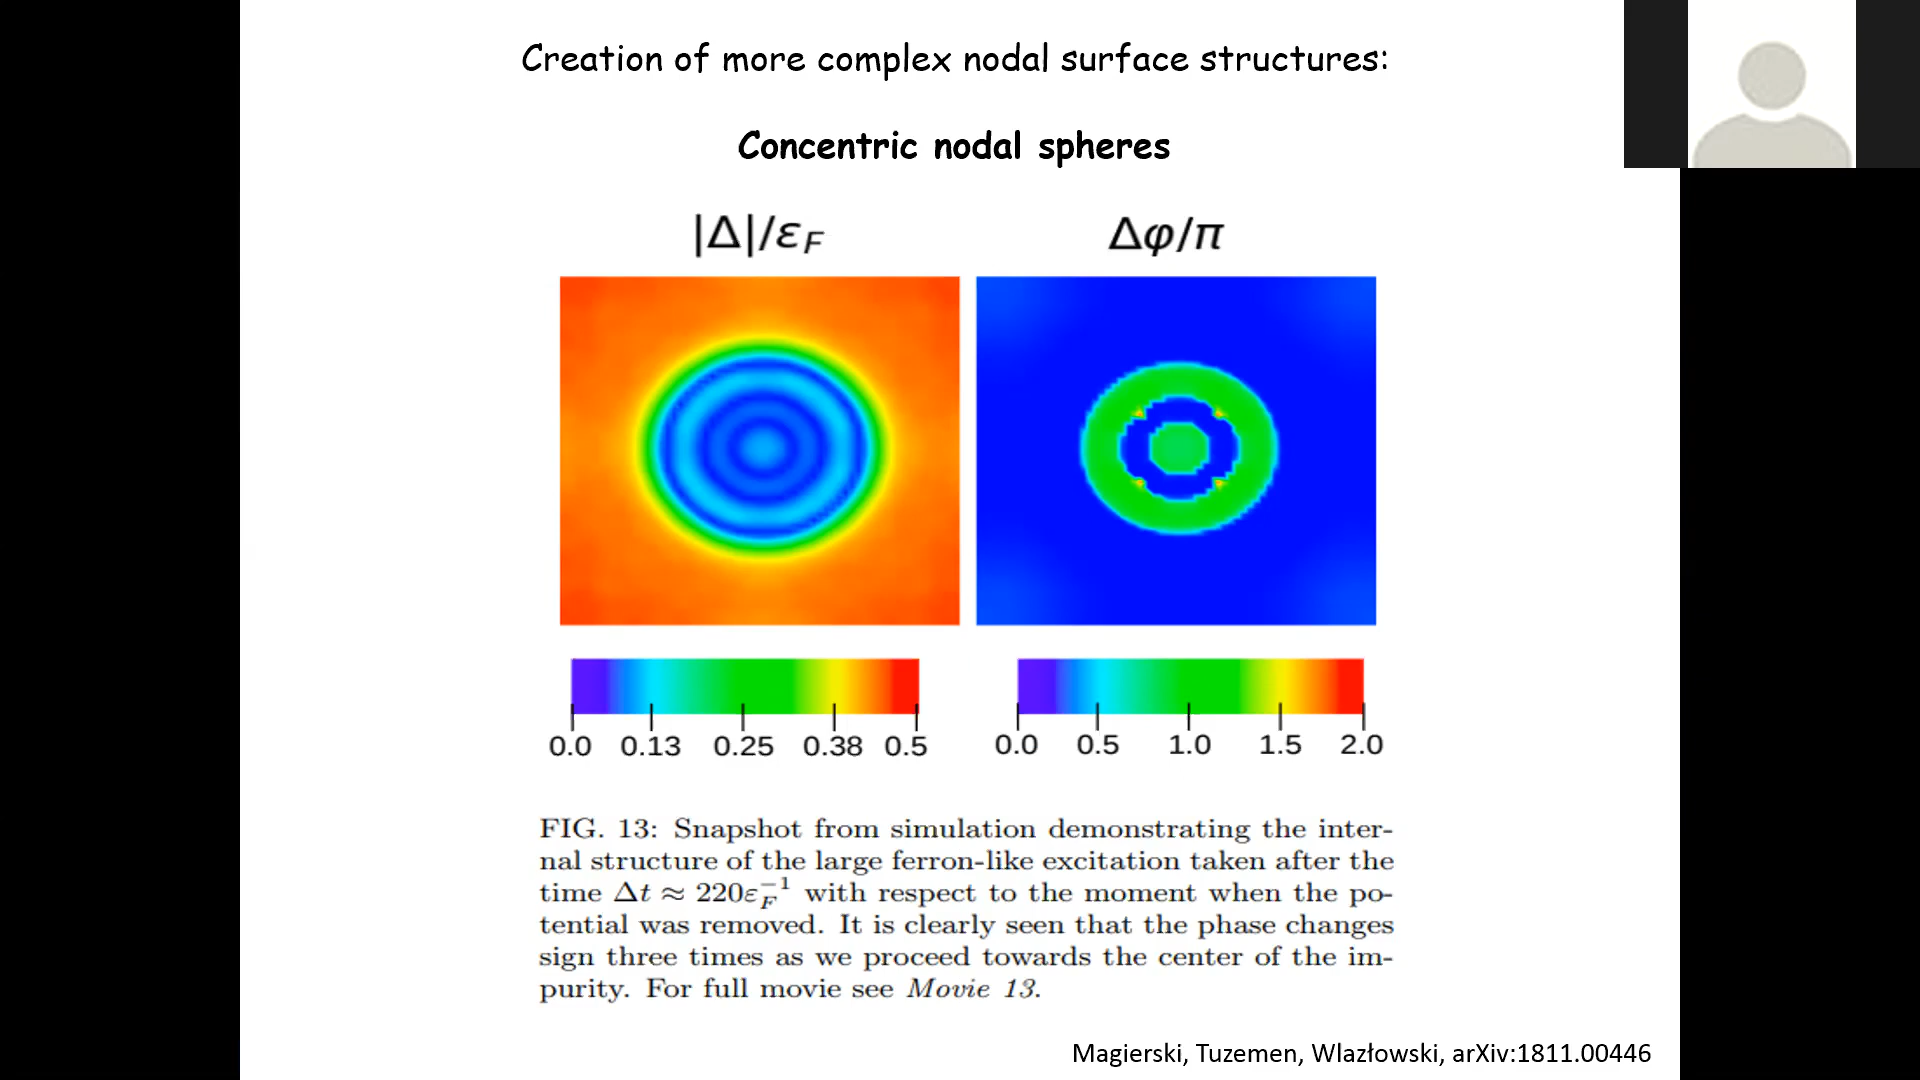 Creation of more complex nodal surface structures:
Concentric nodal spheres
|Δ|/εF
Δφ/π
0.0 0.13 0.25 0.38 0.5
0.0 0.5 1.0 1.5 2.0
FIG. 13: Snapshot from simulation demonstrating the inter-
nal structure of the large ferron-like excitation taken after the
time Δt ≈ 220ε_F^{-1} with respect to the moment when the po-
tential was removed. It is clearly seen that the phase changes
sign three times as we proceed towards the center of the im-
purity. For full movie see Movie 13.
Magierski, Tuzemen, Wlazłowski, arXiv:1811.00446